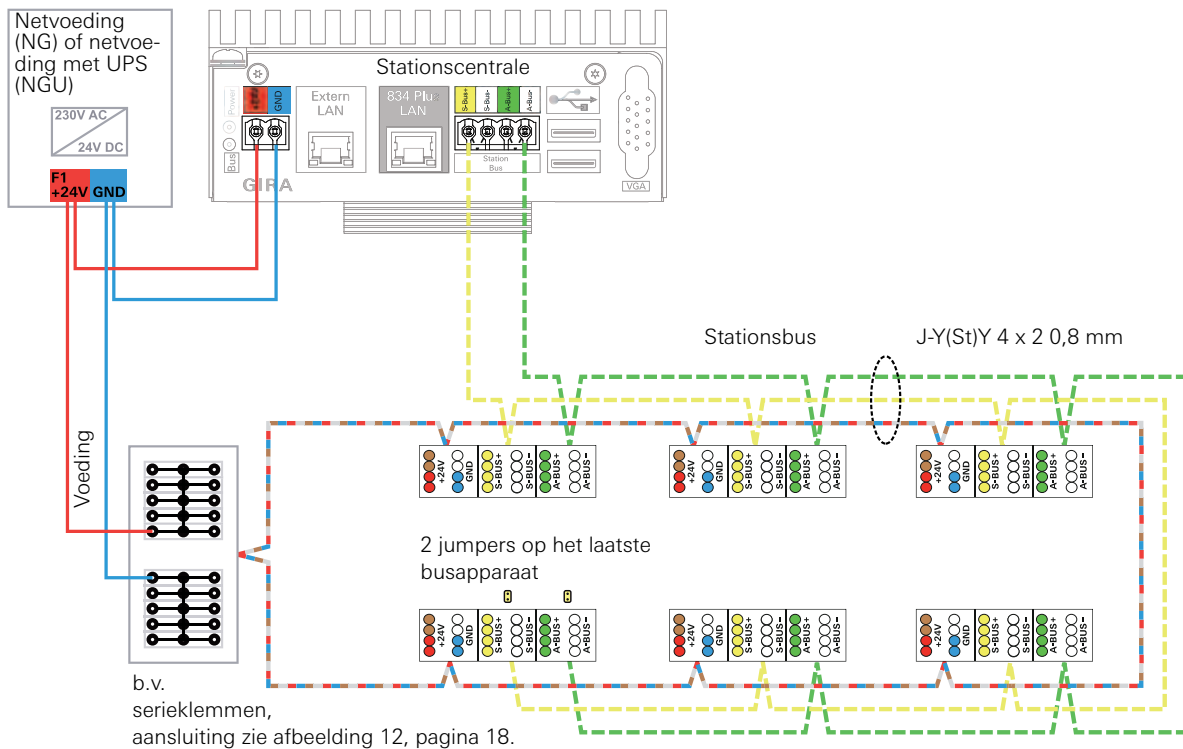 Netvoeding
(NG) of netvoe-
ding met UPS
(NGU)
230V AC
24V DC
F1
+24V GND
Stationscentrale
Power
Bus
GND
Extern
LAN
834 Plus
LAN
S-Bus+
S-Bus-
A-Bus+
A-Bus-
Station
Bus
VGA
GIRA
Stationsbus
J-Y(St)Y 4 x 2 0,8 mm
Voeding
+24V GND S-BUS+ S-BUS- A-BUS+ A-BUS-
+24V GND S-BUS+ S-BUS- A-BUS+ A-BUS-
+24V GND S-BUS+ S-BUS- A-BUS+ A-BUS-
2 jumpers op het laatste
busapparaat
+24V GND S-BUS+ S-BUS- A-BUS+ A-BUS-
+24V GND S-BUS+ S-BUS- A-BUS+ A-BUS-
+24V GND S-BUS+ S-BUS- A-BUS+ A-BUS-
b.v.
serieklemmen,
aansluiting zie afbeelding 12, pagina 18.